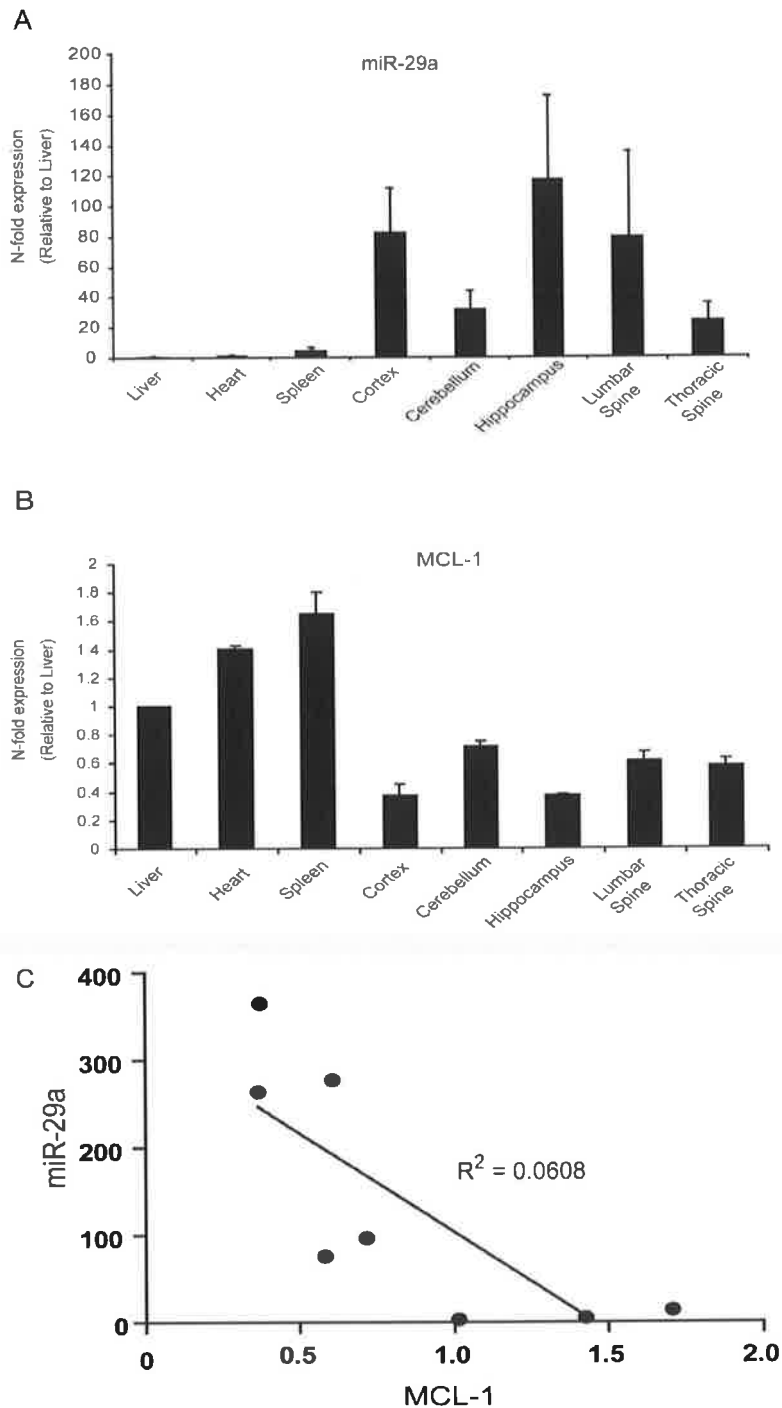 A
miR-29a
N-fold expression
(Relative to Liver)
200
180
160
140
120
100
80
60
40
20
0
Liver
Heart
Spleen
Cortex
Cerebellum
Hippocampus
Lumbar
Spine
Thoracic
Spine
B
MCL-1
N-fold expression
(Relative to Liver)
2
1.8
1.6
1.4
1.2
1
0.8
0.6
0.4
0.2
0
Liver
Heart
Spleen
Cortex
Cerebellum
Hippocampus
Lumbar
Spine
Thoracic
Spine
C
miR-29a
400
300
200
100
0
R² = 0.0608
0
0.5
1.0
1.5
2.0
MCL-1